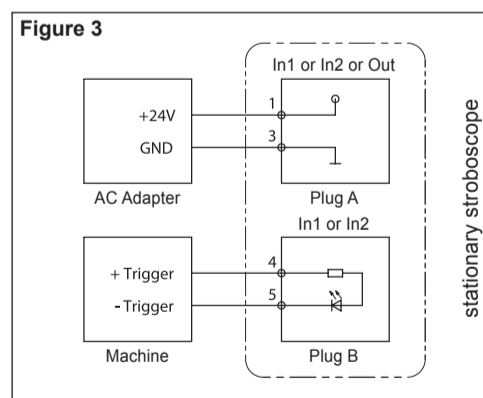 Figure 3
In1 or In2 or Out
+24V
1
GND
3
AC Adapter
Plug A
In1 or In2
+ Trigger
4
- Trigger
5
Machine
Plug B
stationary stroboscope